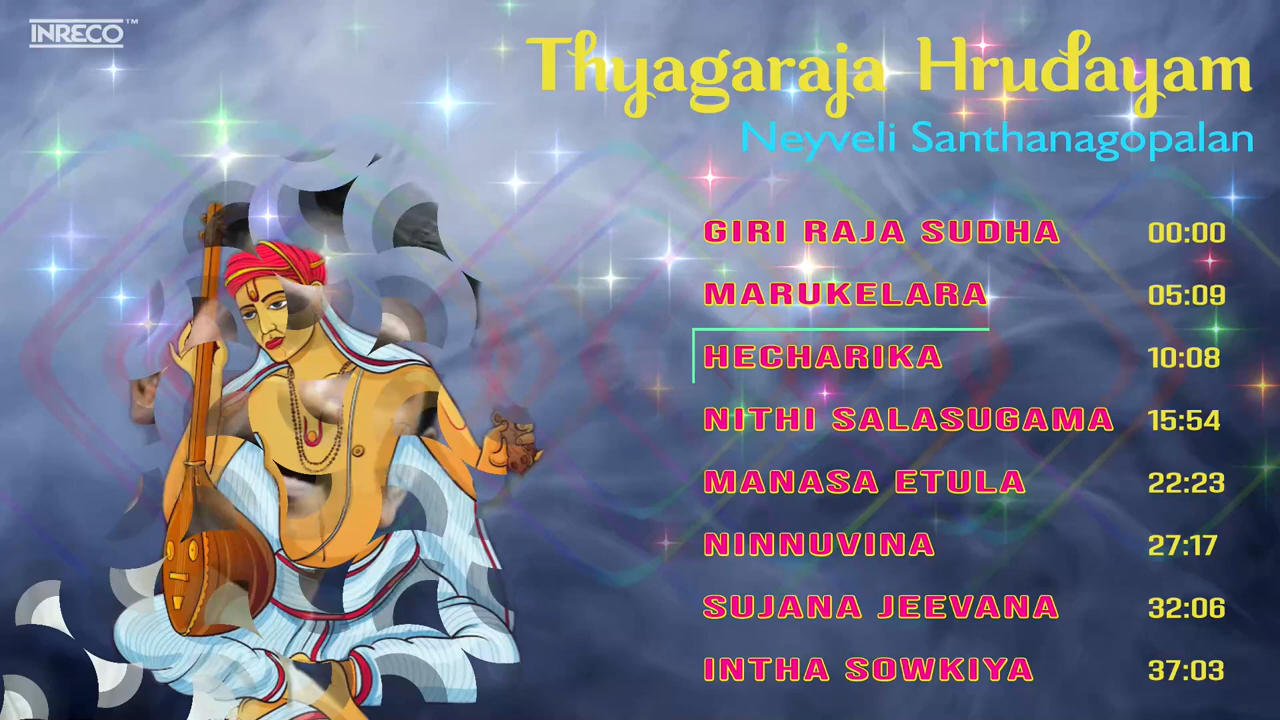 INRECO™
Thyagaraja Hrudayam
Neyveli Santhanagopalan
GIRI RAJA SUDHA 00:00
MARUKELARA 05:09
HECHARIKA 10:08
NITHI SALASUGAMA 15:54
MANASA ETULA 22:23
NINNUVINA 27:17
SUJANA JEEVANA 32:06
INTHA SOWKIYA 37:03